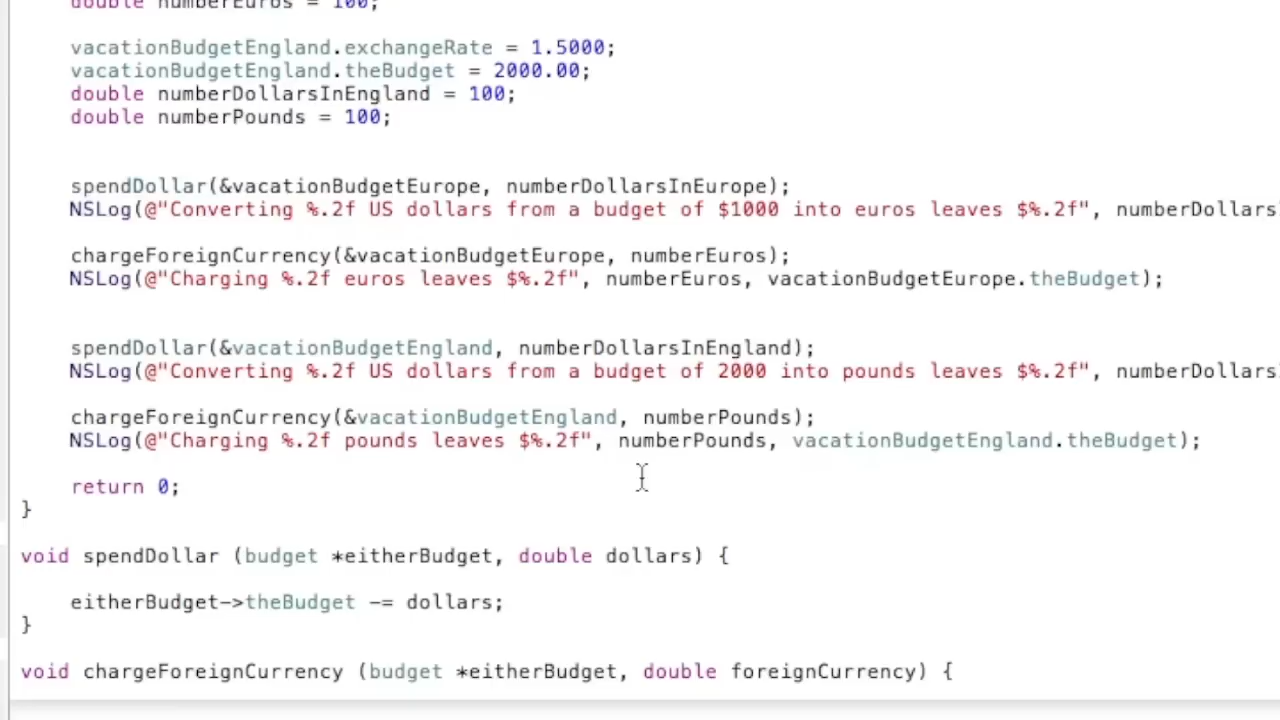 double numberEuros = 100;
vacationBudgetEngland.exchangeRate = 1.5000;
vacationBudgetEngland.theBudget = 2000.00;
double numberDollarsInEngland = 100;
double numberPounds = 100;
spendDollar(&vacationBudgetEurope, numberDollarsInEurope);
NSLog(@"Converting %.2f US dollars from a budget of $1000 into euros leaves $%.2f", numberDollars
chargeForeignCurrency(&vacationBudgetEurope, numberEuros);
NSLog(@"Charging %.2f euros leaves $%.2f", numberEuros, vacationBudgetEurope.theBudget);
spendDollar(&vacationBudgetEngland, numberDollarsInEngland);
NSLog(@"Converting %.2f US dollars from a budget of 2000 into pounds leaves $%.2f", numberDollars
chargeForeignCurrency(&vacationBudgetEngland, numberPounds);
NSLog(@"Charging %.2f pounds leaves $%.2f", numberPounds, vacationBudgetEngland.theBudget);
return 0;
}
void spendDollar (budget *eitherBudget, double dollars) {
eitherBudget->theBudget -= dollars;
}
void chargeForeignCurrency (budget *eitherBudget, double foreignCurrency) {